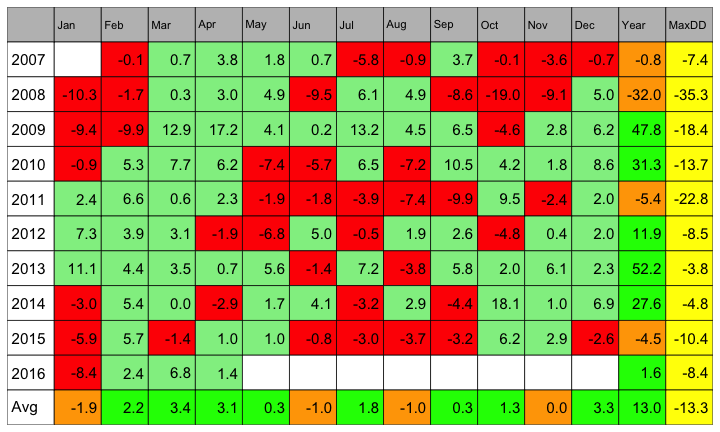 Jan Feb Mar Apr May Jun Jul Aug Sep Oct Nov Dec Year MaxDD
2007 -0.1 0.7 3.8 1.8 0.7 -5.8 -0.9 3.7 -0.1 -3.6 -0.7 -0.8 -7.4
2008 -10.3 -1.7 0.3 3.0 4.9 -9.5 6.1 4.9 -8.6 -19.0 -9.1 5.0 -32.0 -35.3
2009 -9.4 -9.9 12.9 17.2 4.1 0.2 13.2 4.5 6.5 -4.6 2.8 6.2 47.8 -18.4
2010 -0.9 5.3 7.7 6.2 -7.4 -5.7 6.5 -7.2 10.5 4.2 1.8 8.6 31.3 -13.7
2011 2.4 6.6 0.6 2.3 -1.9 -1.8 -3.9 -7.4 -9.9 9.5 -2.4 2.0 -5.4 -22.8
2012 7.3 3.9 3.1 -1.9 -6.8 5.0 -0.5 1.9 2.6 -4.8 0.4 2.0 11.9 -8.5
2013 11.1 4.4 3.5 0.7 5.6 -1.4 7.2 -3.8 5.8 2.0 6.1 2.3 52.2 -3.8
2014 -3.0 5.4 0.0 -2.9 1.7 4.1 -3.2 2.9 -4.4 18.1 1.0 6.9 27.6 -4.8
2015 -5.9 5.7 -1.4 1.0 1.0 -0.8 -3.0 -3.7 -3.2 6.2 2.9 -2.6 -4.5 -10.4
2016 -8.4 2.4 6.8 1.4 1.6 -8.4
Avg -1.9 2.2 3.4 3.1 0.3 -1.0 1.8 -1.0 0.3 1.3 0.0 3.3 13.0 -13.3